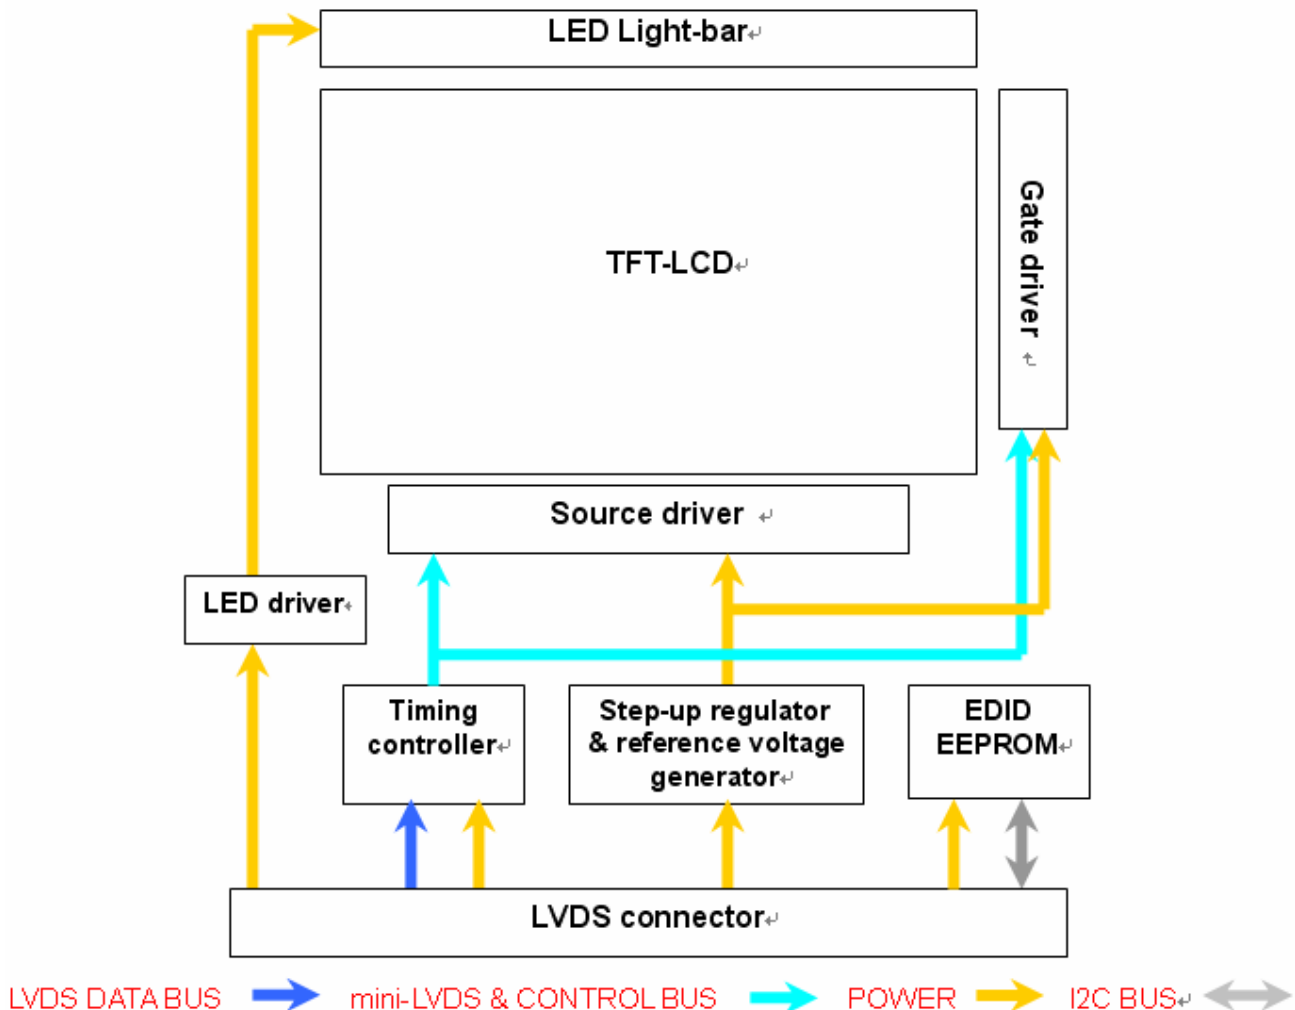 LED Light-bar
TFT-LCD
Gate driver
Source driver
LED driver
Timing
controller
Step-up regulator
& reference voltage
generator
EDID
EEPROM
LVDS connector
LVDS DATA BUS mini-LVDS & CONTROL BUS POWER I2C BUS